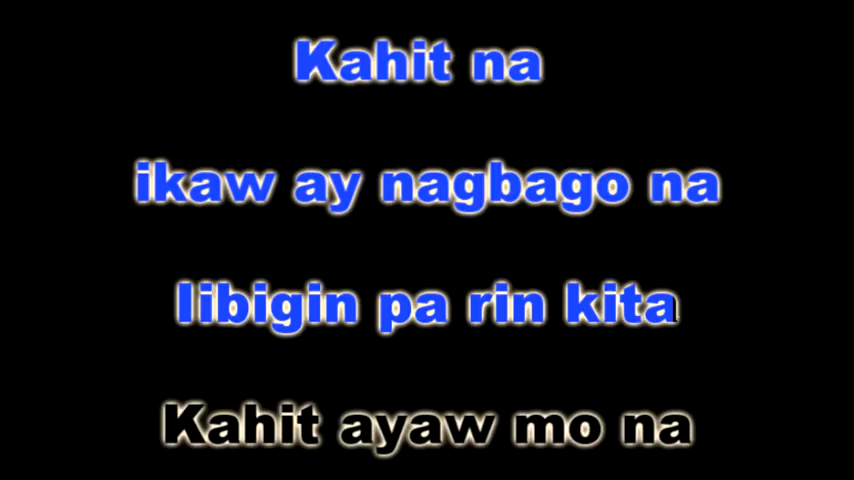 Kahit na
ikaw ay nagbago na
Iibigin pa rin kita
Kahit ayaw mo na